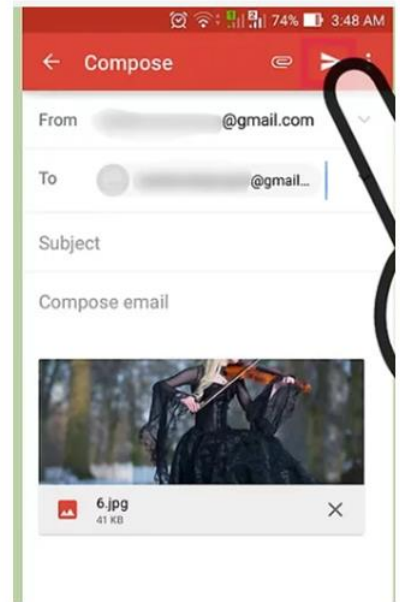 74% 3:48 AM
Compose
From @gmail.com
To @gmail...
Subject
Compose email
6.jpg
41 KB